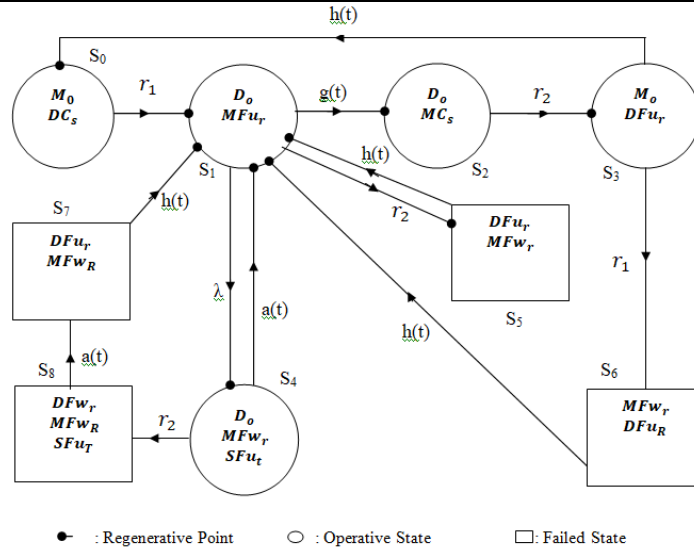 h(t)
S0
M0
DCs
r1
Do
MFur
g(t)
Do
MCs
r2
Mo
DFur
S1
S2
S3
h(t)
r2
S7
h(t)
DFur
MFwR
DFur
MFwr
S5
λ
a(t)
h(t)
r1
a(t)
S8
S4
S6
DFwr
MFwR
SFuT
r2
Do
MFwr
SFut
MFwr
DFuR
: Regenerative Point
: Operative State
: Failed State